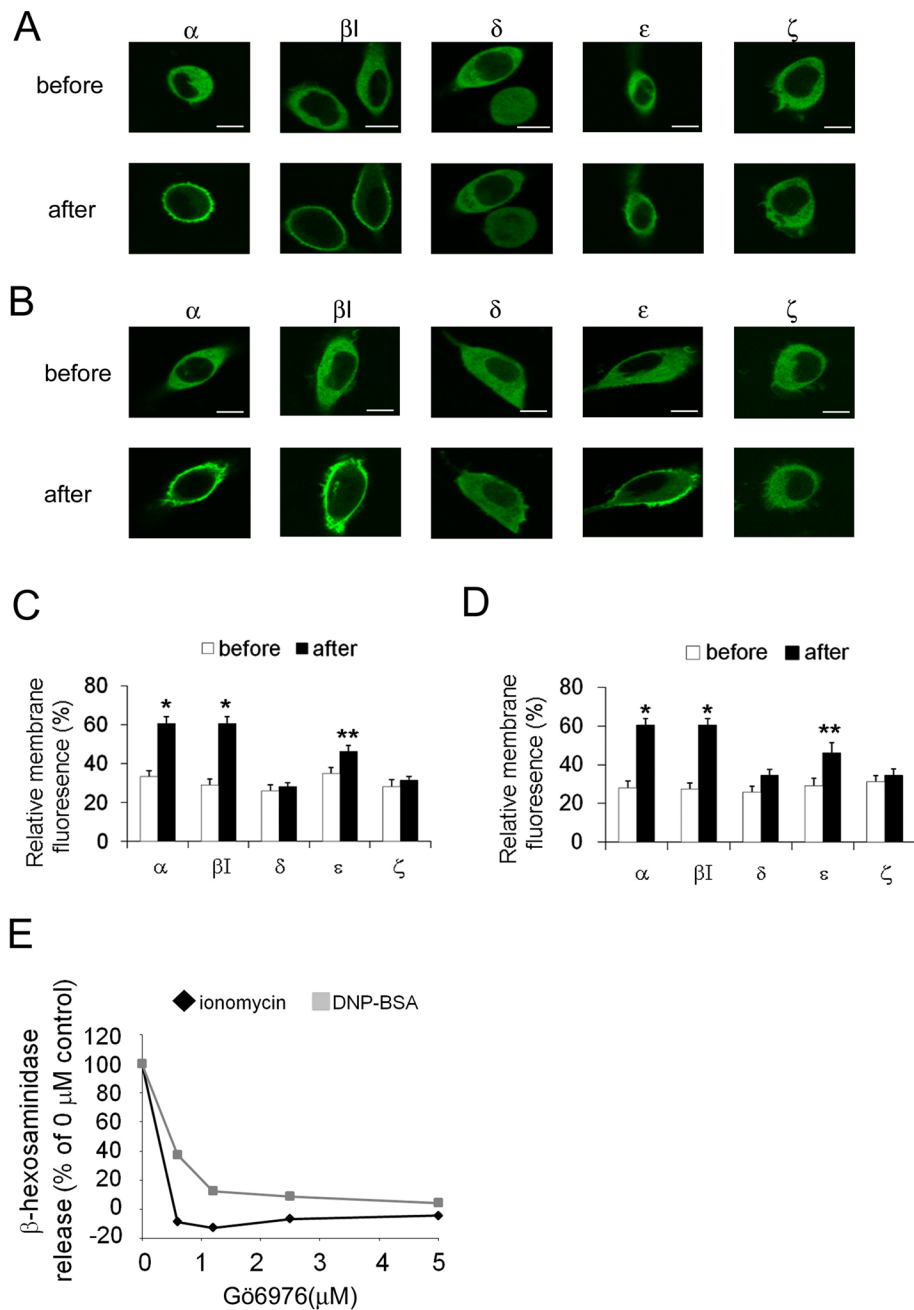 A
α βI δ ε ζ
before
after
B
α βI δ ε ζ
before
after
C
before after
Relative membrane
fluoresence (%)
80
60
40
20
0
* * **
α βI δ ε ζ
D
before after
Relative membrane
fluoresence (%)
80
60
40
20
0
* * **
α βI δ ε ζ
E
ionomycin DNP-BSA
β-hexosaminidase
release (% of 0 μM control)
120
100
80
60
40
20
0
-20
0 1 2 3 4 5
Gö6976(μM)